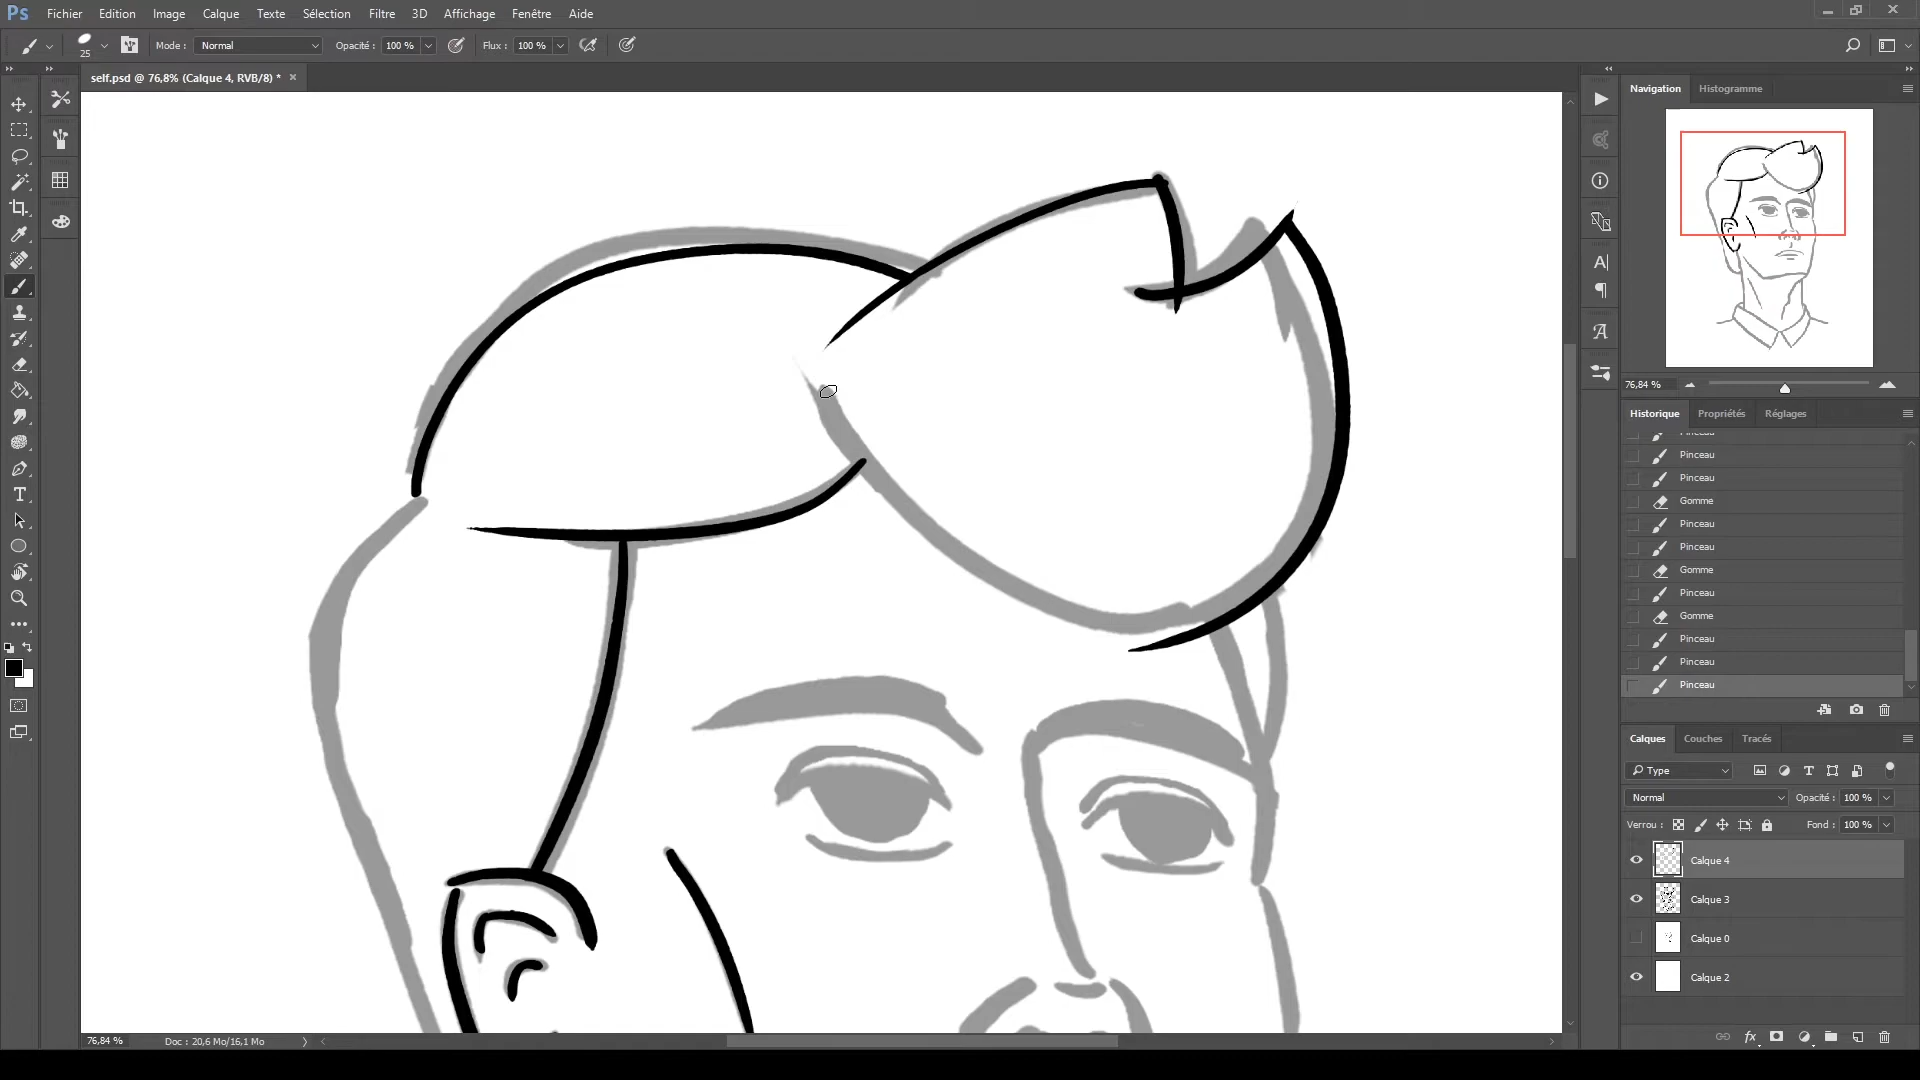 Ps Fichier Edition Image Calque Texte Sélection Filtre 3D Affichage Fenêtre Aide
25 Mode : Normal Opacité : 100 % Flux : 100 %
self.psd @ 76,8% (Calque 4, RVB/8) *
Navigation Histogramme
76,84 %
Historique Propriétés Réglages
Pinceau
Pinceau
Pinceau
Gomme
Pinceau
Pinceau
Gomme
Pinceau
Gomme
Pinceau
Pinceau
Pinceau
Calques Couches Tracés
Type
Normal Opacité : 100 %
Verrou : Fond : 100 %
Calque 4
Calque 3
Calque 0
Calque 2
76,84 % Doc : 20,6 Mo/16,1 Mo